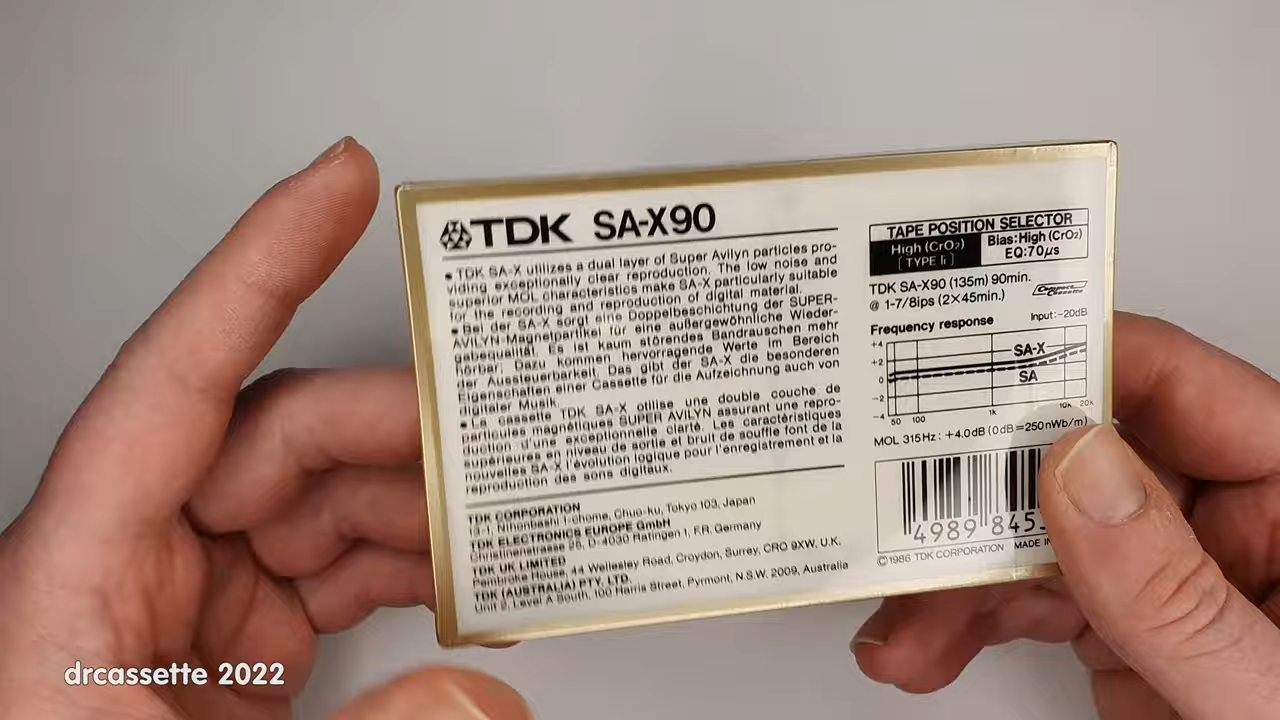 TDK SA-X90
• TDK SA-X utilizes a dual layer of Super Avilyn particles pro-
viding exceptionally clear reproduction. The low noise and
superior MOL characteristics make SA-X particularly suitable
for the recording and reproduction of digital material.
• Bei der SA-X sorgt eine Doppelbeschichtung der SUPER-
AVILYN-Magnetpartikel für eine außergewöhnliche Wieder-
gabequalität. Es ist kaum störendes Bandrauschen mehr
hörbar. Dazu kommen hervorragende Werte im Bereich
der Aussteuerbarkeit. Das gibt der SA-X die besonderen
Eigenschaften einer Cassette für die Aufzeichnung auch von
digitaler Musik.
• La cassette TDK SA-X utilise une double couche de
particules magnétiques SUPER AVILYN assurant une repro-
duction d'une exceptionnelle clarté. Les caractéristiques
supérieures en niveau de sortie et bruit de souffle font de la
nouvelles SA-X l'évolution logique pour l'enregistrement et la
reproduction des sons digitaux.
TDK CORPORATION
13-1, Nihonbashi 1-chome, Chuo-ku, Tokyo 103, Japan
TDK ELECTRONICS EUROPE GmbH
Christinenstrasse 25, D-4030 Ratingen 1, F.R. Germany
TDK UK LIMITED
Pembroke House, 44 Wellesley Road, Croydon, Surrey, CRO 9XW, U.K.
TDK (AUSTRALIA) PTY. LTD.
Unit 2, Level A South, 100 Harris Street, Pyrmont, N.S.W. 2009, Australia
TAPE POSITION SELECTOR
High (CrO₂)
[TYPE II]
Bias: High (CrO₂)
EQ: 70µs
TDK SA-X90 (135m) 90min.
@ 1-7/8ips (2×45min.)
Compact Cassette
Frequency response
Input: -20dB
+4
+2
0
-2
-4
SA-X
SA
50 100 1k 10k 20k
MOL 315Hz: +4.0dB (0dB=250nWb/m)
4989 845
©1986 TDK CORPORATION MADE IN
drcassette 2022